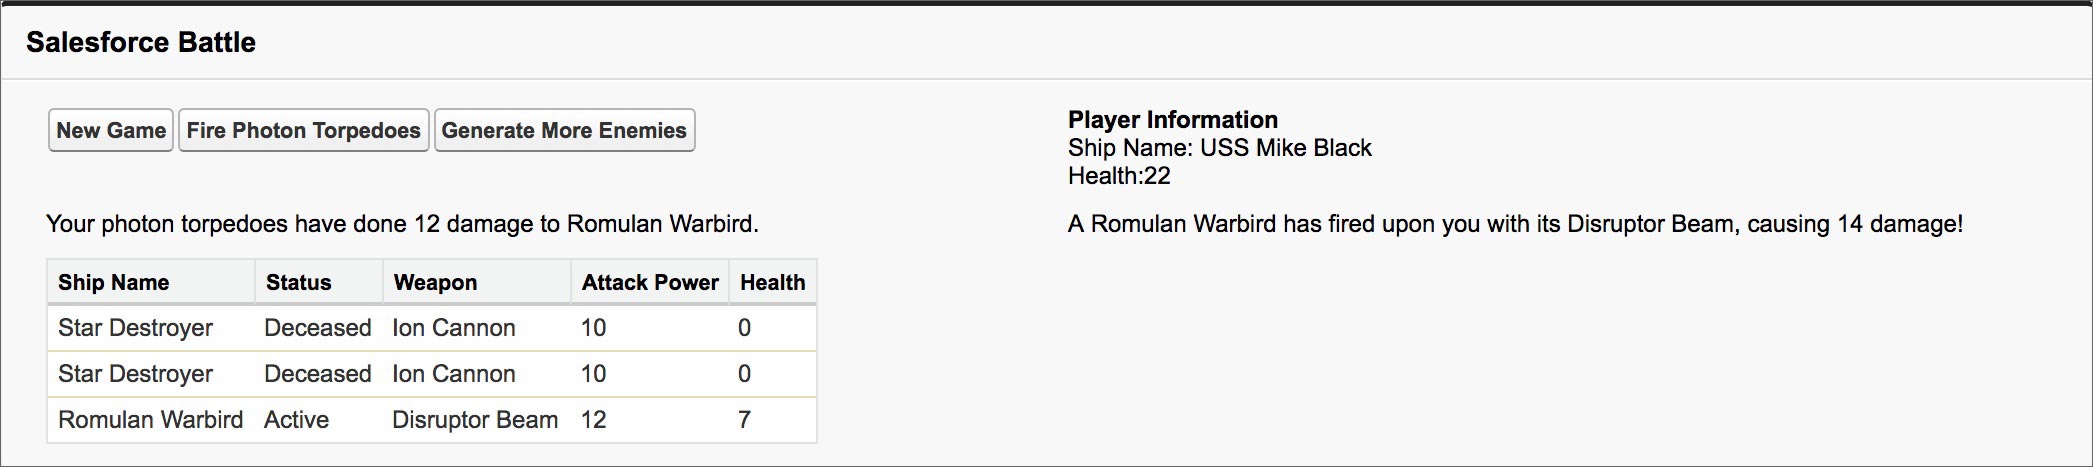 Salesforce Battle
New Game Fire Photon Torpedoes Generate More Enemies
Player Information
Ship Name: USS Mike Black
Health:22
Your photon torpedoes have done 12 damage to Romulan Warbird.
A Romulan Warbird has fired upon you with its Disruptor Beam, causing 14 damage!
Ship Name Status Weapon Attack Power Health
Star Destroyer Deceased Ion Cannon 10 0
Star Destroyer Deceased Ion Cannon 10 0
Romulan Warbird Active Disruptor Beam 12 7